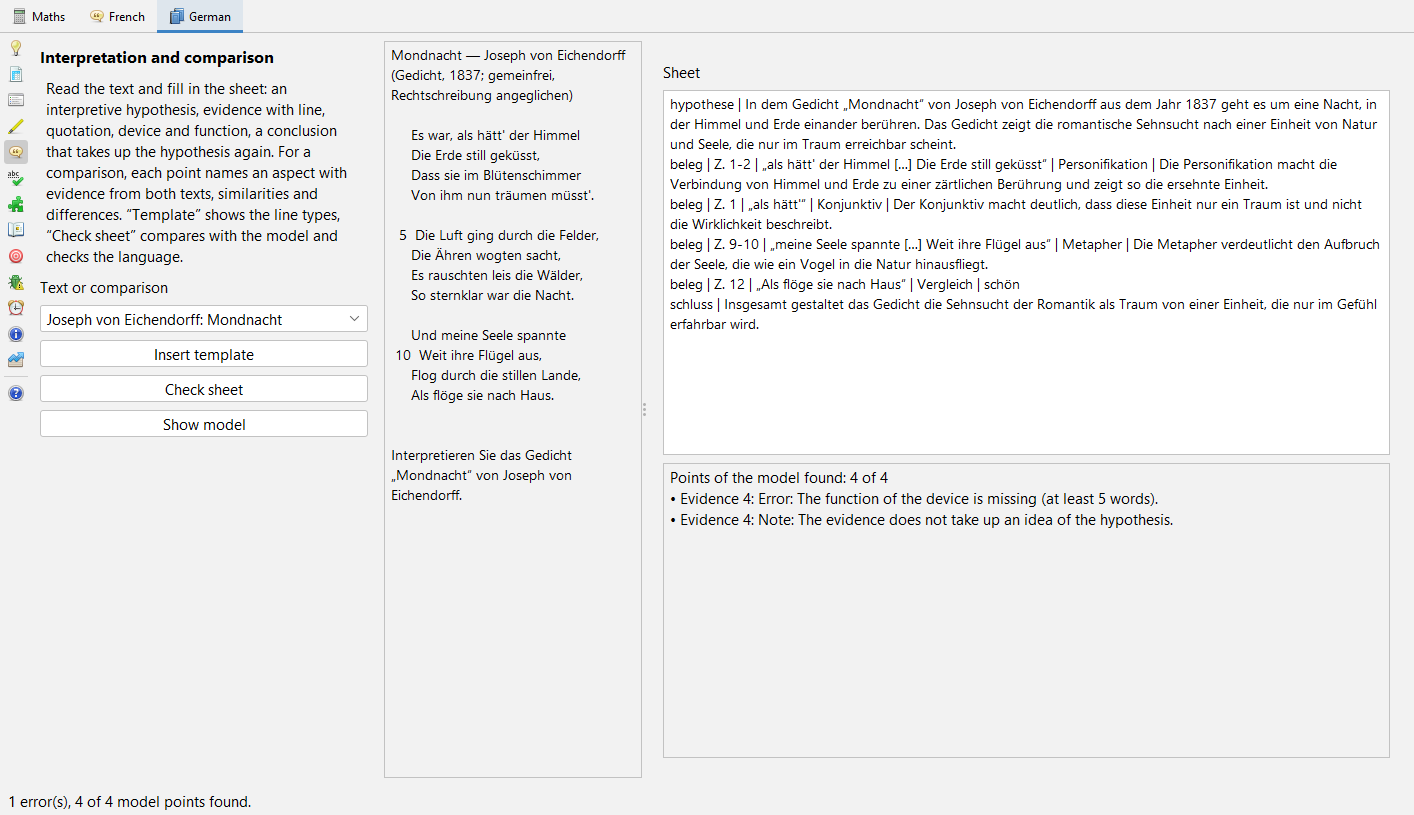 Maths French German
Interpretation and comparison
Read the text and fill in the sheet: an
interpretive hypothesis, evidence with line,
quotation, device and function, a conclusion
that takes up the hypothesis again. For a
comparison, each point names an aspect with
evidence from both texts, similarities and
differences. “Template” shows the line types,
“Check sheet” compares with the model and
checks the language.
Text or comparison
Joseph von Eichendorff: Mondnacht
Insert template
Check sheet
Show model
Mondnacht — Joseph von Eichendorff
(Gedicht, 1837; gemeinfrei,
Rechtschreibung angeglichen)
Es war, als hätt' der Himmel
Die Erde still geküsst,
Dass sie im Blütenschimmer
Von ihm nun träumen müsst'.
5 Die Luft ging durch die Felder,
Die Ähren wogten sacht,
Es rauschten leis die Wälder,
So sternklar war die Nacht.
Und meine Seele spannte
10 Weit ihre Flügel aus,
Flog durch die stillen Lande,
Als flöge sie nach Haus.
Interpretieren Sie das Gedicht
„Mondnacht“ von Joseph von
Eichendorff.
Sheet
hypothese | In dem Gedicht „Mondnacht“ von Joseph von Eichendorff aus dem Jahr 1837 geht es um eine Nacht, in
der Himmel und Erde einander berühren. Das Gedicht zeigt die romantische Sehnsucht nach einer Einheit von Natur
und Seele, die nur im Traum erreichbar scheint.
beleg | Z. 1-2 | „als hätt' der Himmel [...] Die Erde still geküsst“ | Personifikation | Die Personifikation macht die
Verbindung von Himmel und Erde zu einer zärtlichen Berührung und zeigt so die ersehnte Einheit.
beleg | Z. 1 | „als hätt'“ | Konjunktiv | Der Konjunktiv macht deutlich, dass diese Einheit nur ein Traum ist und nicht
die Wirklichkeit beschreibt.
beleg | Z. 9-10 | „meine Seele spannte [...] Weit ihre Flügel aus“ | Metapher | Die Metapher verdeutlicht den Aufbruch
der Seele, die wie ein Vogel in die Natur hinausfliegt.
beleg | Z. 12 | „Als flöge sie nach Haus“ | Vergleich | schön
schluss | Insgesamt gestaltet das Gedicht die Sehnsucht der Romantik als Traum von einer Einheit, die nur im Gefühl
erfahrbar wird.
Points of the model found: 4 of 4
• Evidence 4: Error: The function of the device is missing (at least 5 words).
• Evidence 4: Note: The evidence does not take up an idea of the hypothesis.
1 error(s), 4 of 4 model points found.